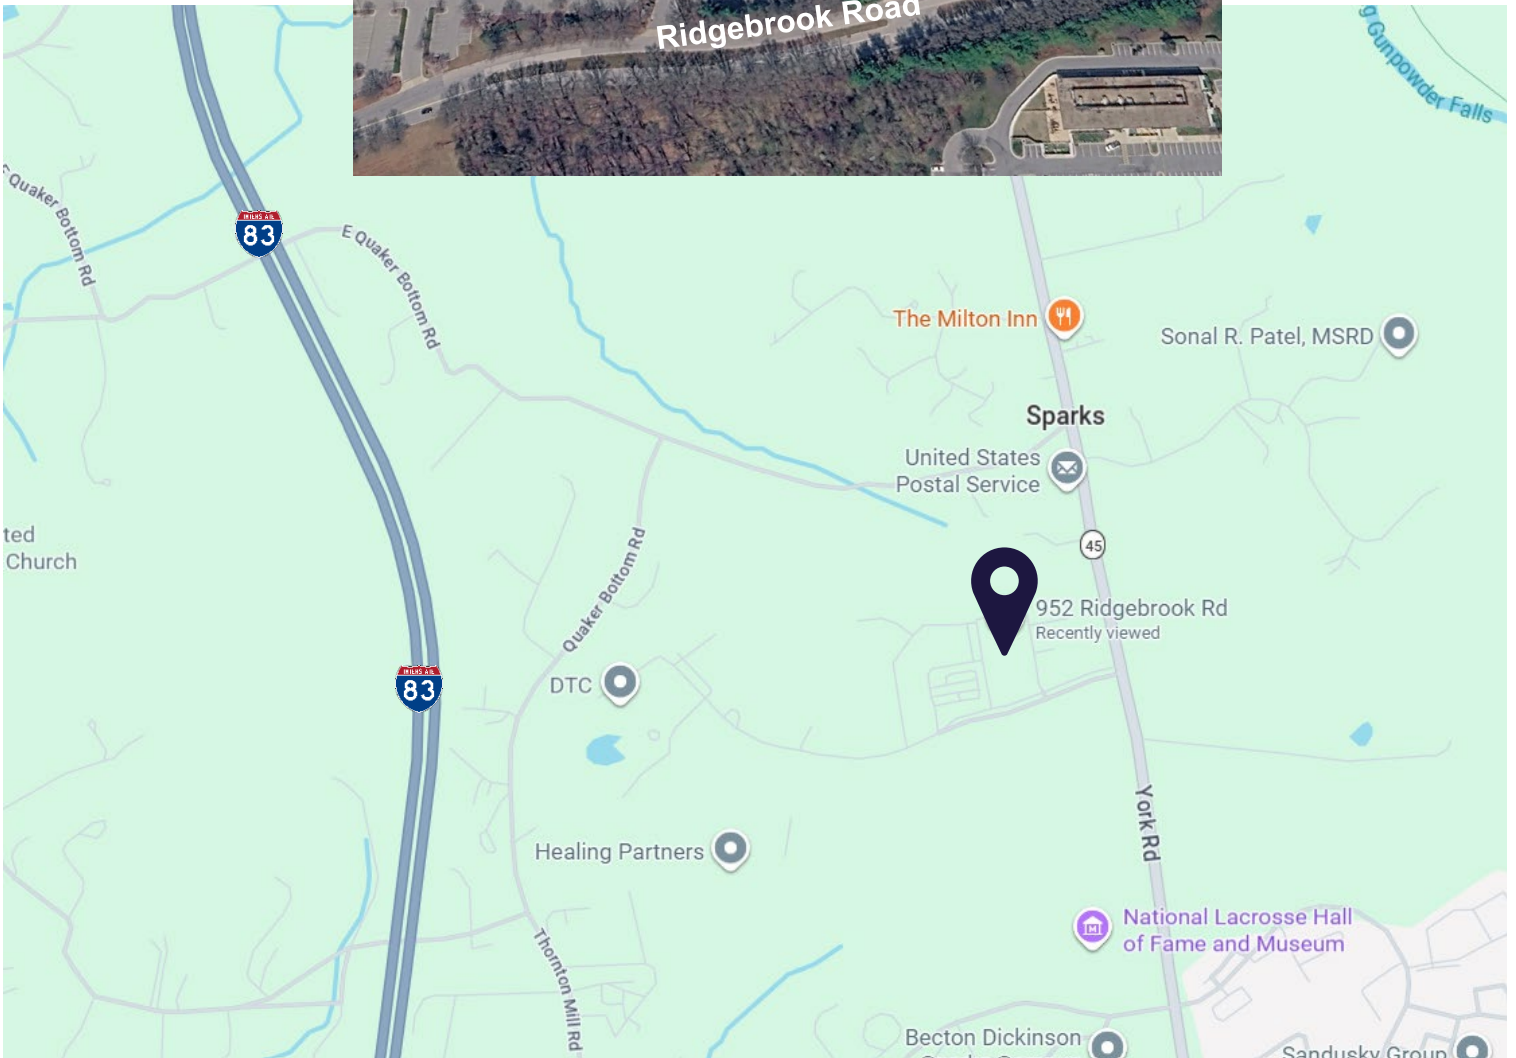 Ridgebrook Road
Gunpowder Falls
E Quaker Bottom Rd
INTERSTATE
83
E Quaker Bottom Rd
The Milton Inn
Sonal R. Patel, MSRD
Sparks
United States
Postal Service
ted
Church
45
Quaker Bottom Rd
952 Ridgebrook Rd
Recently viewed
INTERSTATE
83
DTC
York Rd
Healing Partners
National Lacrosse Hall
of Fame and Museum
Thornton Mill Rd
Becton Dickinson
Sandusky Group